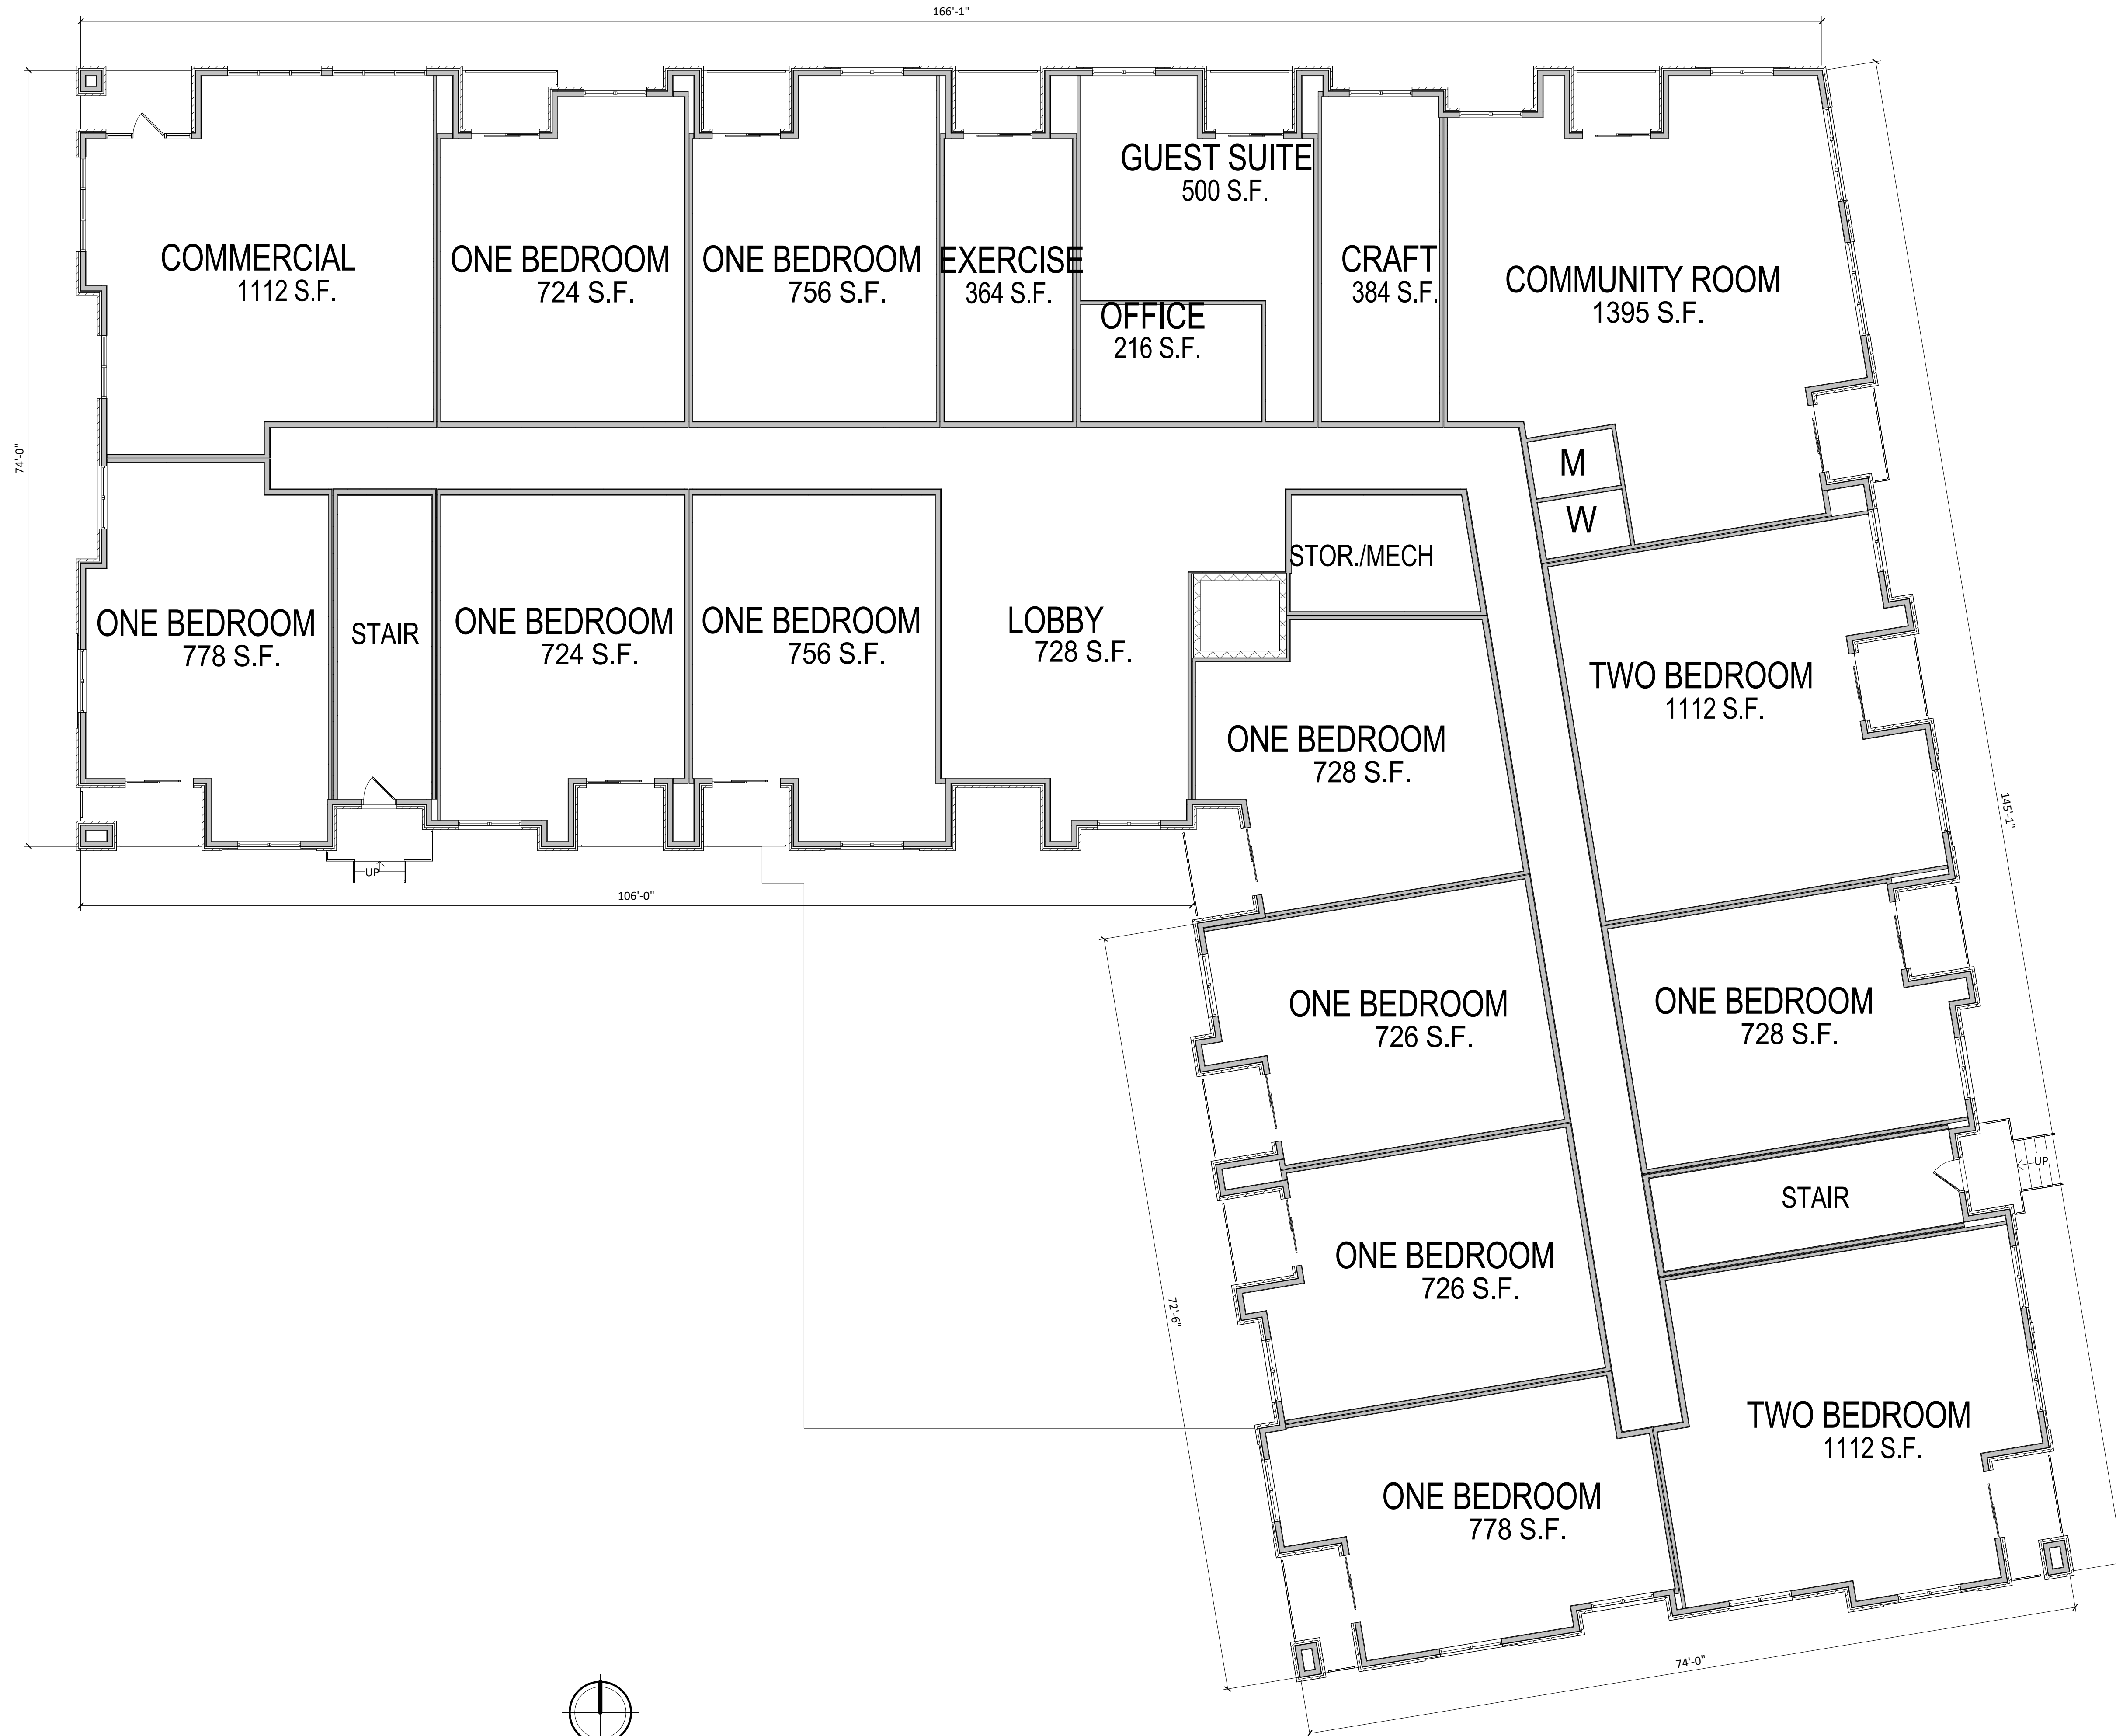 166'-1"
74'-0"
COMMERCIAL
1112 S.F.
ONE BEDROOM
724 S.F.
ONE BEDROOM
756 S.F.
EXERCISE
364 S.F.
GUEST SUITE
500 S.F.
OFFICE
216 S.F.
CRAFT
384 S.F.
COMMUNITY ROOM
1395 S.F.
M
W
ONE BEDROOM
778 S.F.
STAIR
UP
ONE BEDROOM
724 S.F.
ONE BEDROOM
756 S.F.
LOBBY
728 S.F.
STOR./MECH
106'-0"
ONE BEDROOM
728 S.F.
TWO BEDROOM
1112 S.F.
145'-1"
ONE BEDROOM
726 S.F.
ONE BEDROOM
728 S.F.
STAIR
UP
ONE BEDROOM
726 S.F.
72'-6"
TWO BEDROOM
1112 S.F.
ONE BEDROOM
778 S.F.
74'-0"